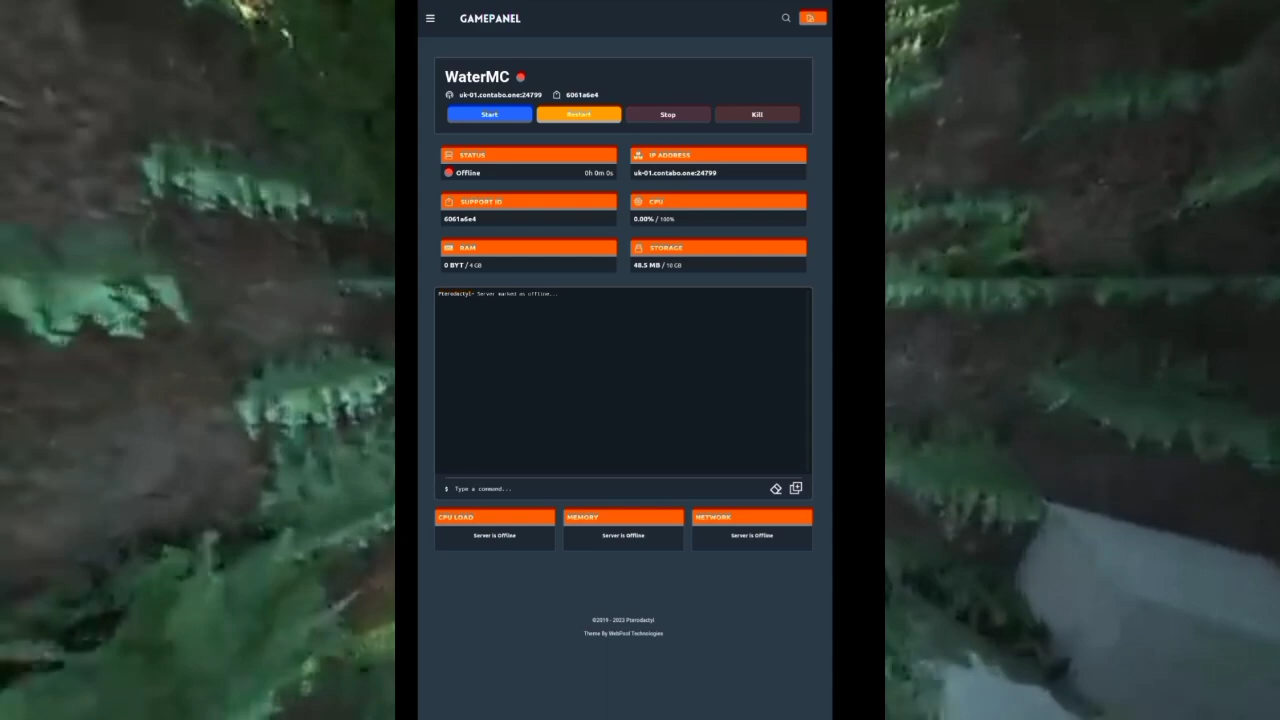 GAMEPANEL
WaterMC
uk-01.contabo.one:24799 6061a6e4
Start Restart Stop Kill
STATUS IP ADDRESS
Offline 0h 0m 0s uk-01.contabo.one:24799
SUPPORT ID CPU
6061a6e4 0.00% / 100%
RAM STORAGE
0 BYT / 4 GB 48.5 MB / 10 GB
Pterodactyl~ Server marked as offline...
$ Type a command...
CPU LOAD MEMORY NETWORK
Server is Offline Server is Offline Server is Offline
©2019 - 2023 Pterodactyl
Theme By WebPool Technologies